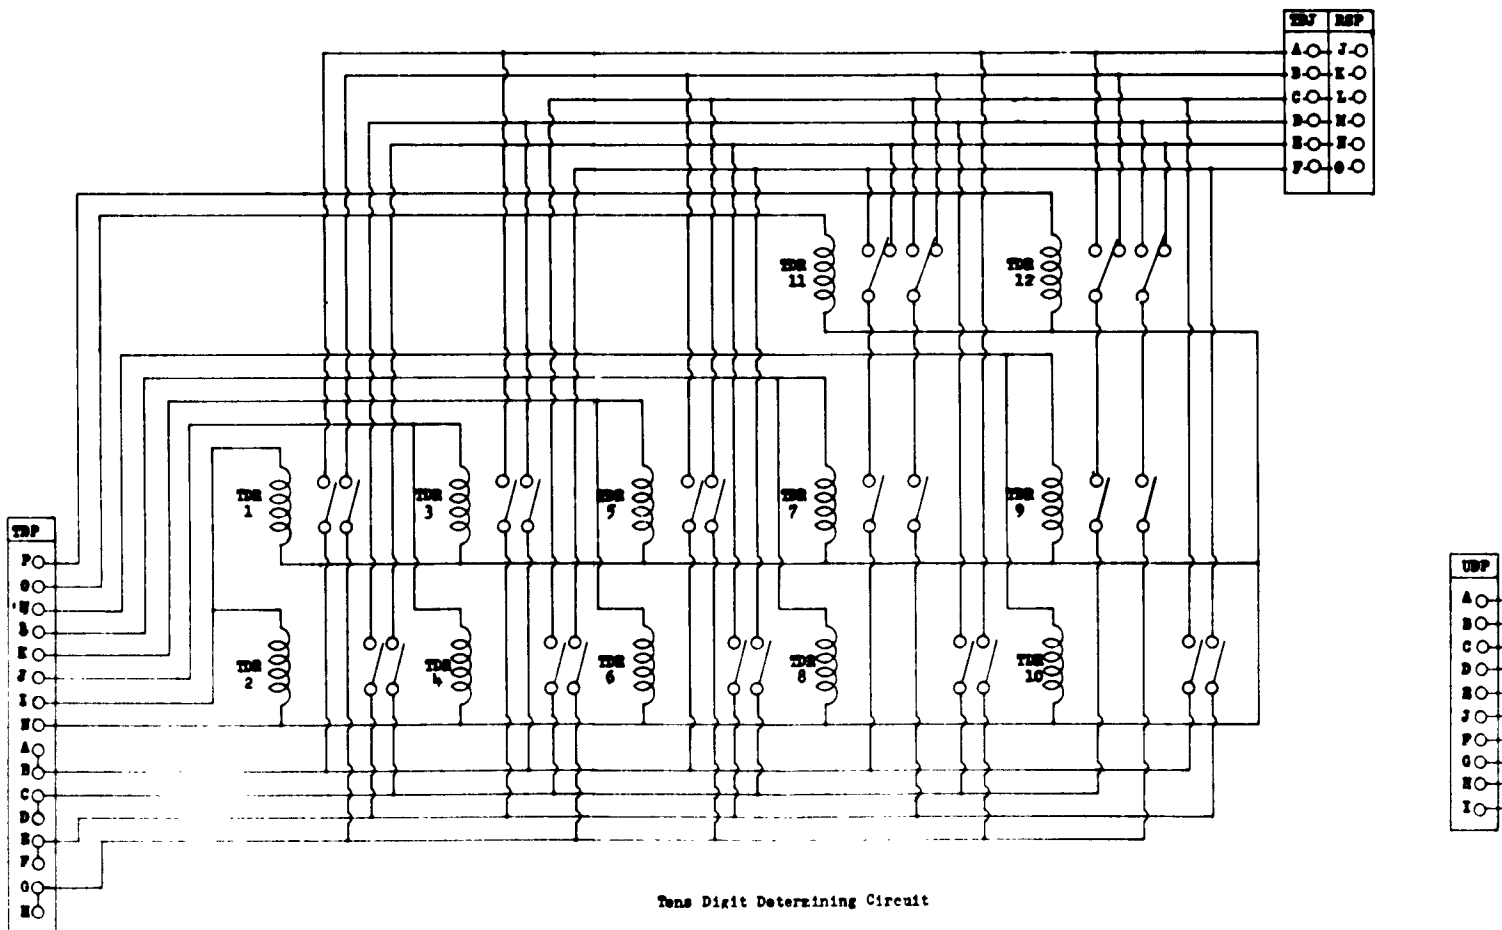 TDJ RSP
A J
B K
C L
D M
E N
F O
TDR 11
TDR 12
TDR 1
TDR 3
TDR 5
TDR 7
TDR 9
TDP
P
O
L
K
J
I
N
A
B
C
D
E
F
G
H
TDR 2
TDR 4
TDR 6
TDR 8
TDR 10
UDP
A
B
C
D
E
J
F
G
H
I
Tens Digit Determining Circuit